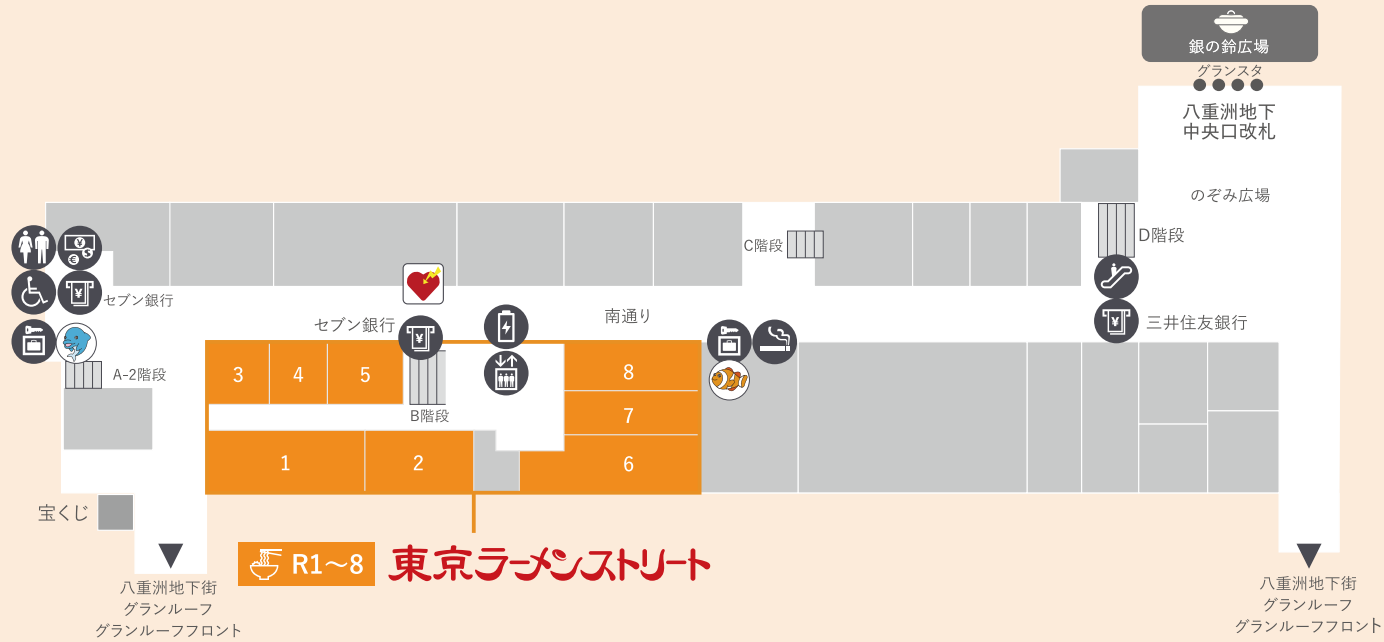 銀の鈴広場
グランスタ
八重洲地下
中央口改札
のぞみ広場
D階段
C階段
セブン銀行
セブン銀行
南通り
三井住友銀行
A-2階段
3
4
5
8
7
B階段
1
2
6
宝くじ
R1〜8
東京ラーメンストリート
八重洲地下街
グランルーフ
グランルーフフロント
八重洲地下街
グランルーフ
グランルーフフロント